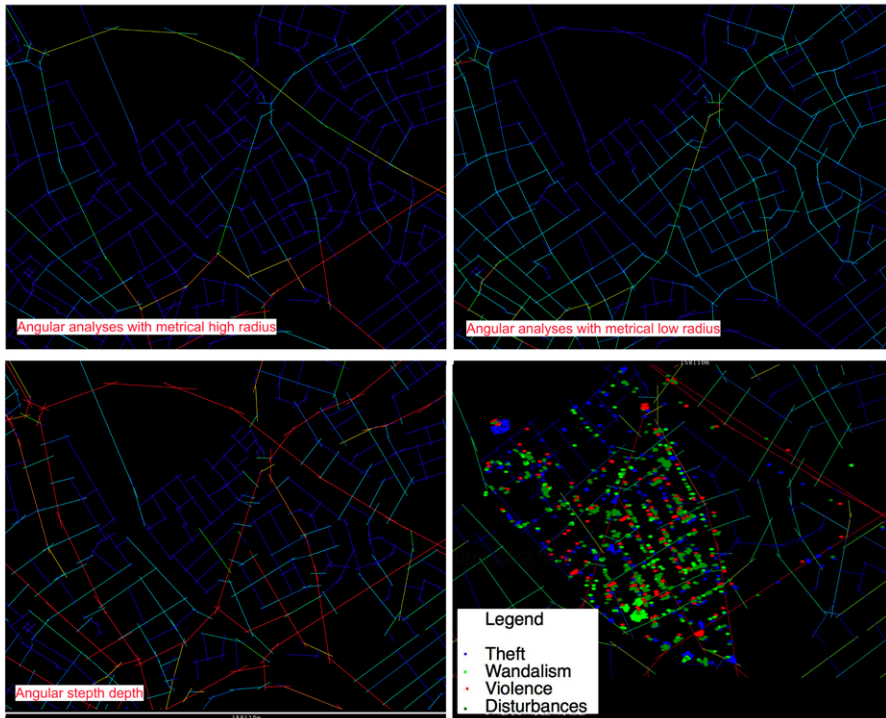 Angular analyses with metrical high radius
Angular analyses with metrical low radius
Angular stepth depth
Legend
Theft
Wandalism
Violence
Disturbances